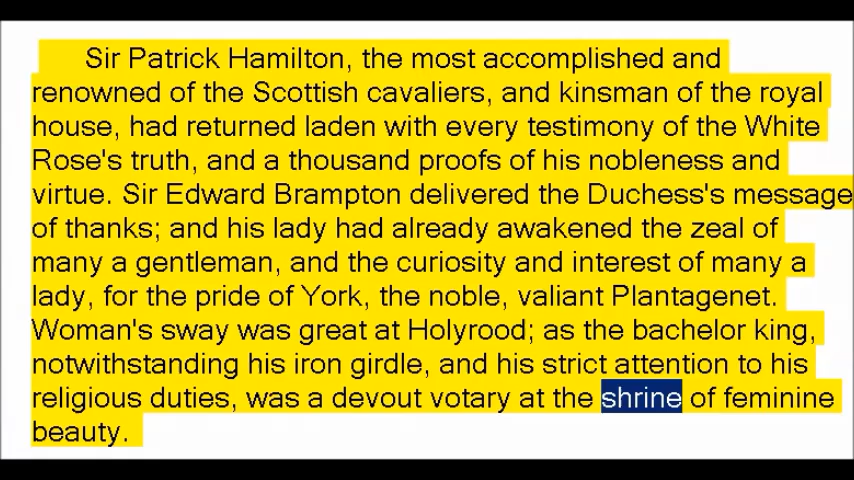 Sir Patrick Hamilton, the most accomplished and
renowned of the Scottish cavaliers, and kinsman of the royal
house, had returned laden with every testimony of the White
Rose's truth, and a thousand proofs of his nobleness and
virtue. Sir Edward Brampton delivered the Duchess's message
of thanks; and his lady had already awakened the zeal of
many a gentleman, and the curiosity and interest of many a
lady, for the pride of York, the noble, valiant Plantagenet.
Woman's sway was great at Holyrood; as the bachelor king,
notwithstanding his iron girdle, and his strict attention to his
religious duties, was a devout votary at the shrine of feminine
beauty.